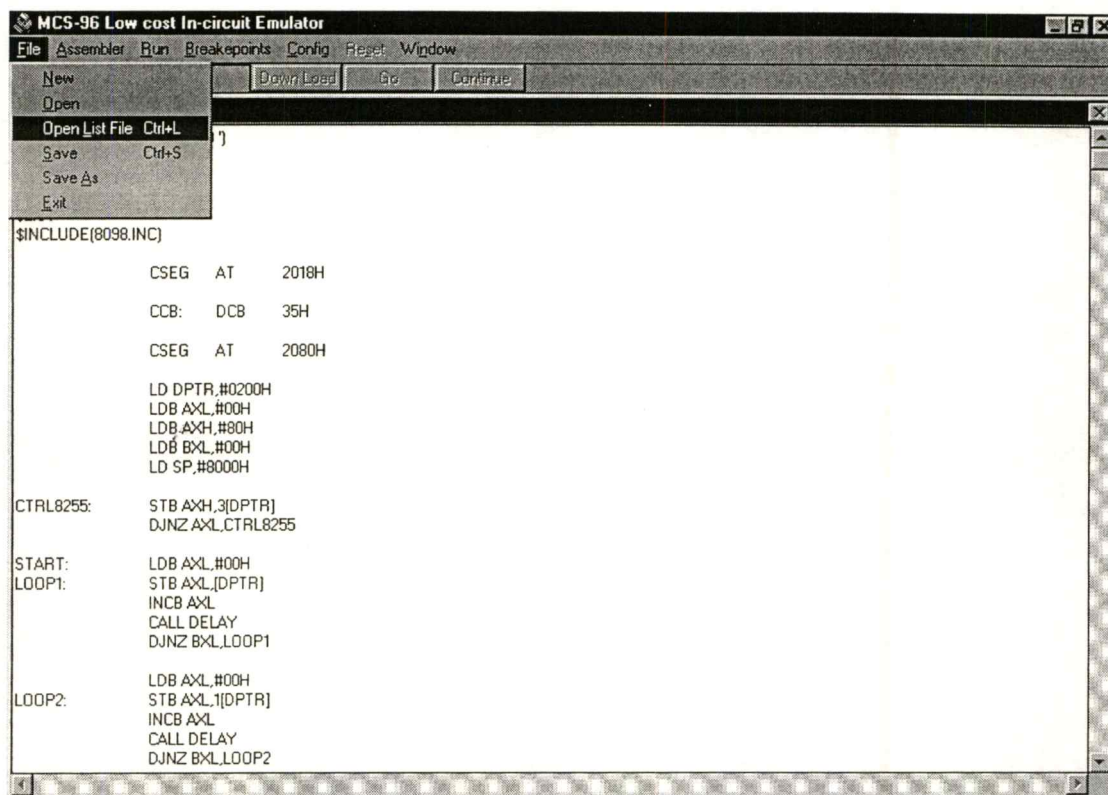 MCS-96 Low cost In-circuit Emulator
File Assembler Run Breakepoints Config Reset Window
Down Load Go Continue
New
Open
Open List File Ctrl+L
Save Ctrl+S
Save As
Exit
')
$INCLUDE(8098.INC)
CSEG AT 2018H
CCB: DCB 35H
CSEG AT 2080H
LD DPTR,#0200H
LDB AXL,#00H
LDB AXH,#80H
LDB BXL,#00H
LD SP,#8000H
CTRL8255: STB AXH,3[DPTR]
DJNZ AXL,CTRL8255
START: LDB AXL,#00H
LOOP1: STB AXL,[DPTR]
INCB AXL
CALL DELAY
DJNZ BXL,LOOP1
LDB AXL,#00H
LOOP2: STB AXL,1[DPTR]
INCB AXL
CALL DELAY
DJNZ BXL,LOOP2